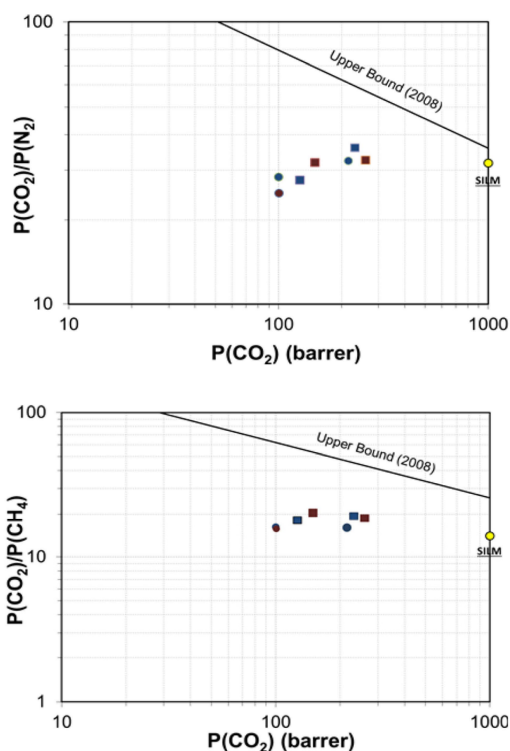 100
Upper Bound (2008)
P(CO₂)/P(N₂)
SILM
10
10 100 1000
P(CO₂) (barrer)
100
Upper Bound (2008)
P(CO₂)/P(CH₄)
10
SILM
1
10 100 1000
P(CO₂) (barrer)